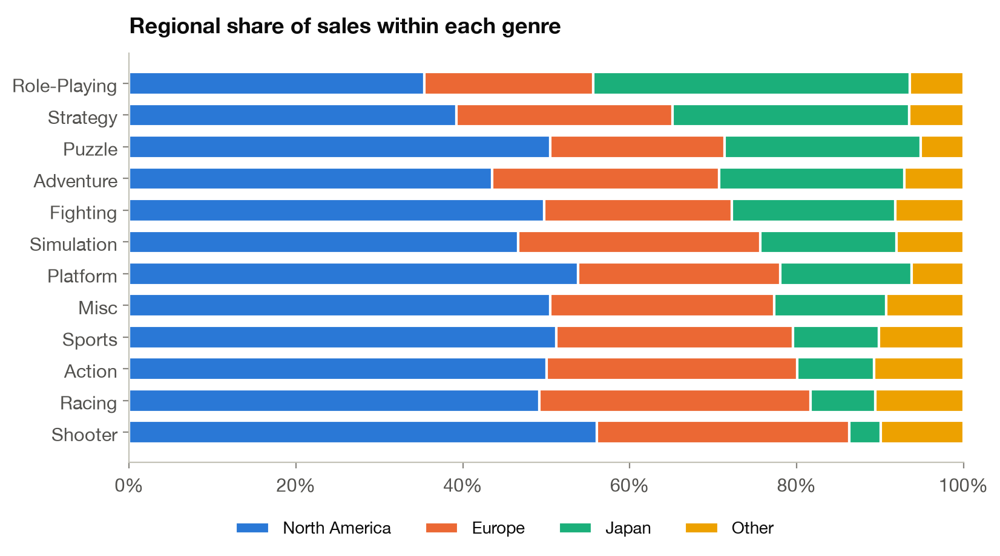 Regional share of sales within each genre
Role-Playing
Strategy
Puzzle
Adventure
Fighting
Simulation
Platform
Misc
Sports
Action
Racing
Shooter
0% 20% 40% 60% 80% 100%
North America Europe Japan Other